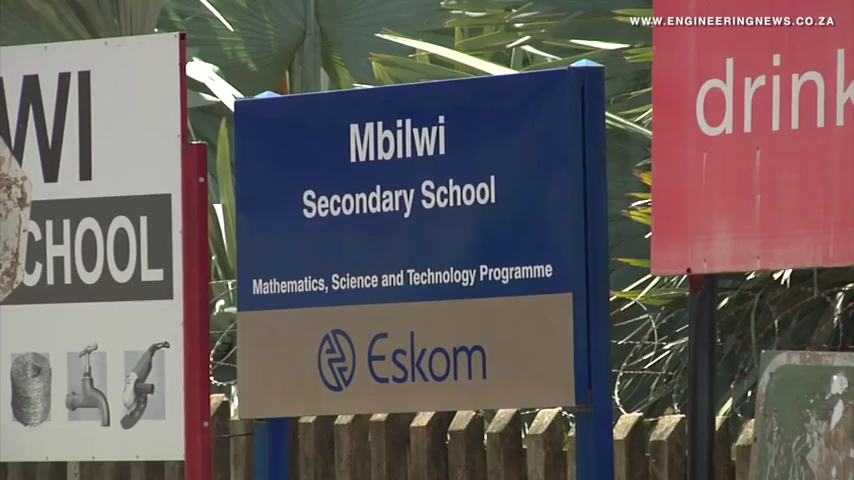 WWW.ENGINEERINGNEWS.CO.ZA
WI
CHOOL
Mbilwi
Secondary School
Mathematics, Science and Technology Programme
Eskom
drink